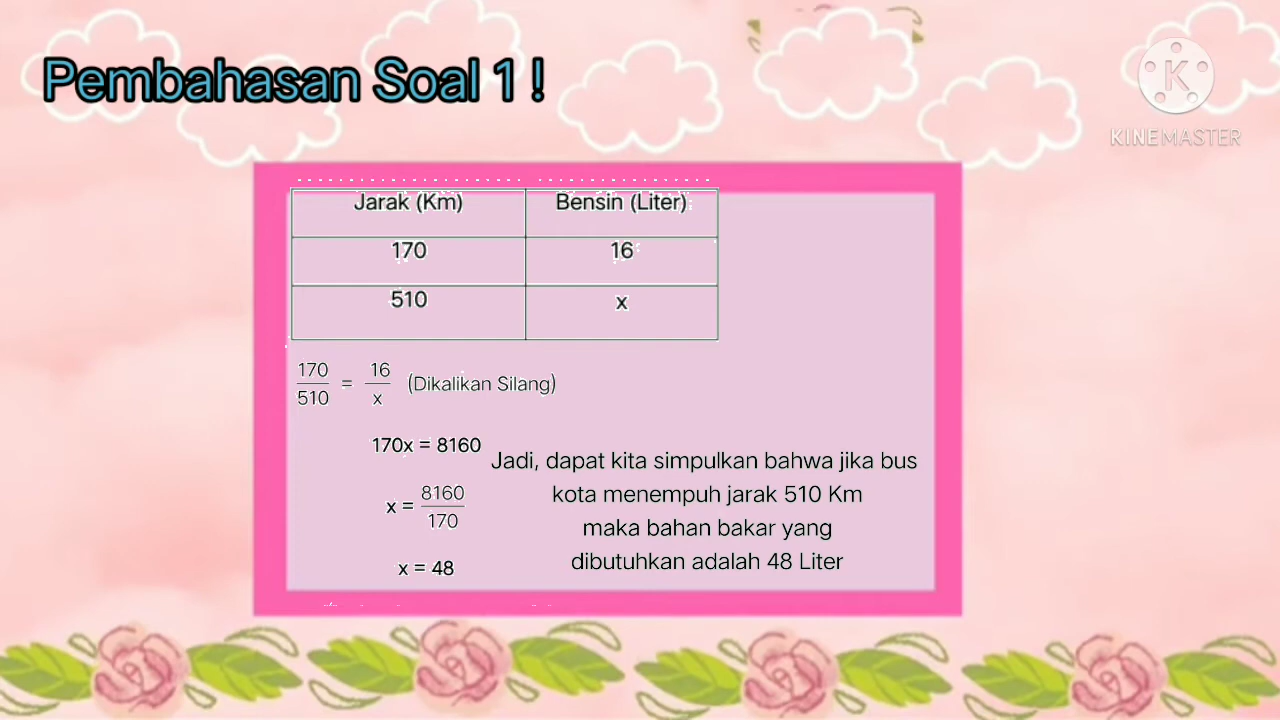 Pembahasan Soal 1 !
KINEMASTER
Jarak (Km) Bensin (Liter)
170 16
510 x
170/510 = 16/x (Dikalikan Silang)
170x = 8160
x = 8160/170
x = 48
Jadi, dapat kita simpulkan bahwa jika bus
kota menempuh jarak 510 Km
maka bahan bakar yang
dibutuhkan adalah 48 Liter